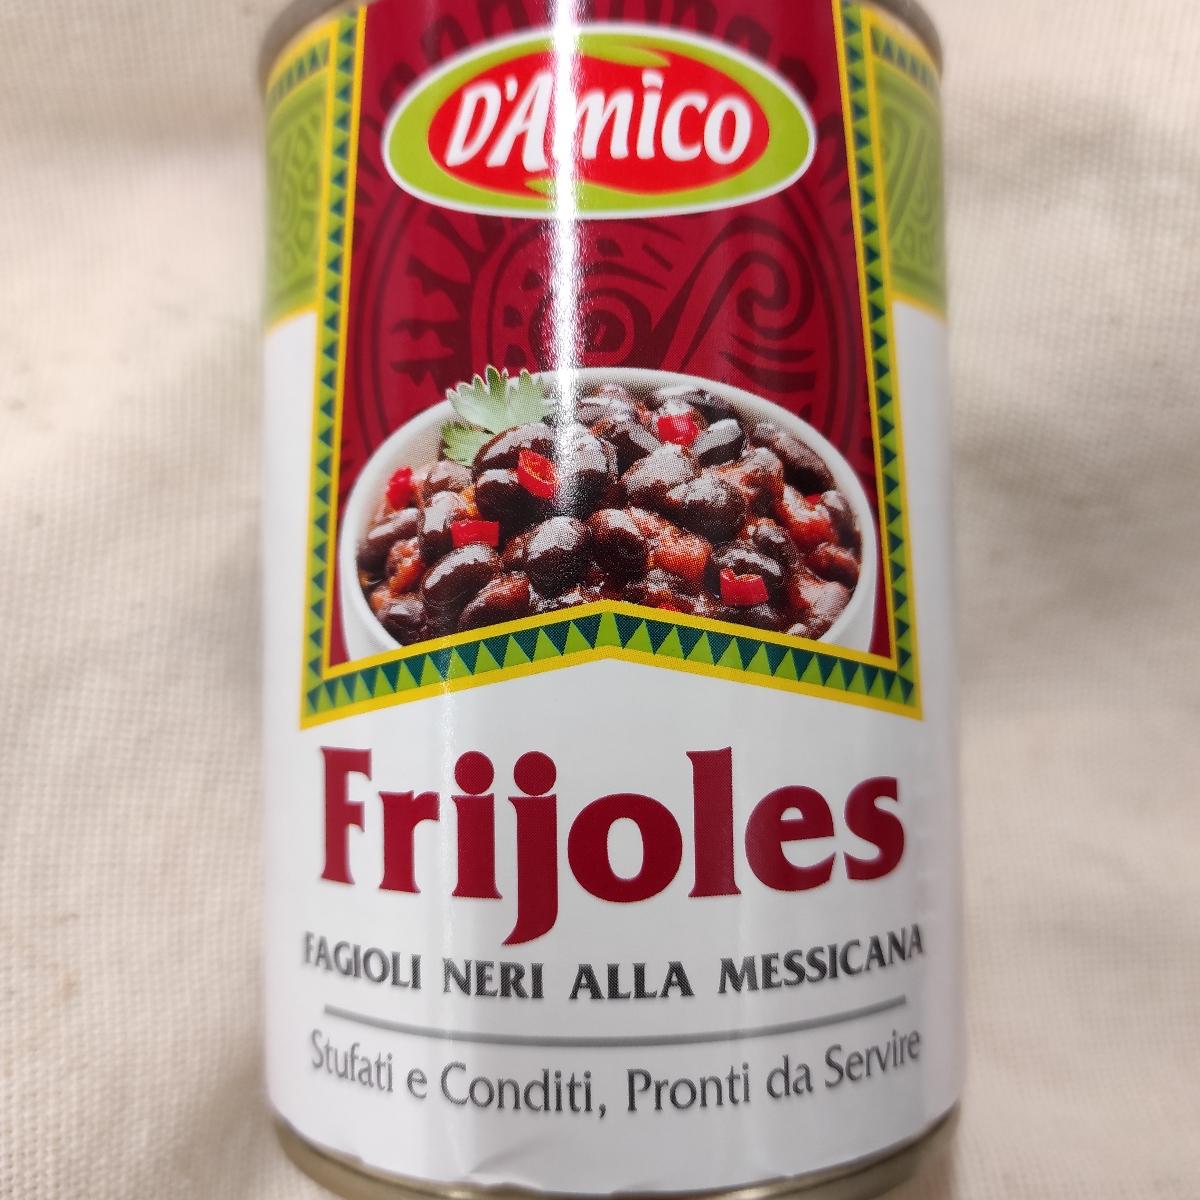 D'Amico
Frijoles
FAGIOLI NERI ALLA MESSICANA
Stufati e Conditi, Pronti da Servire